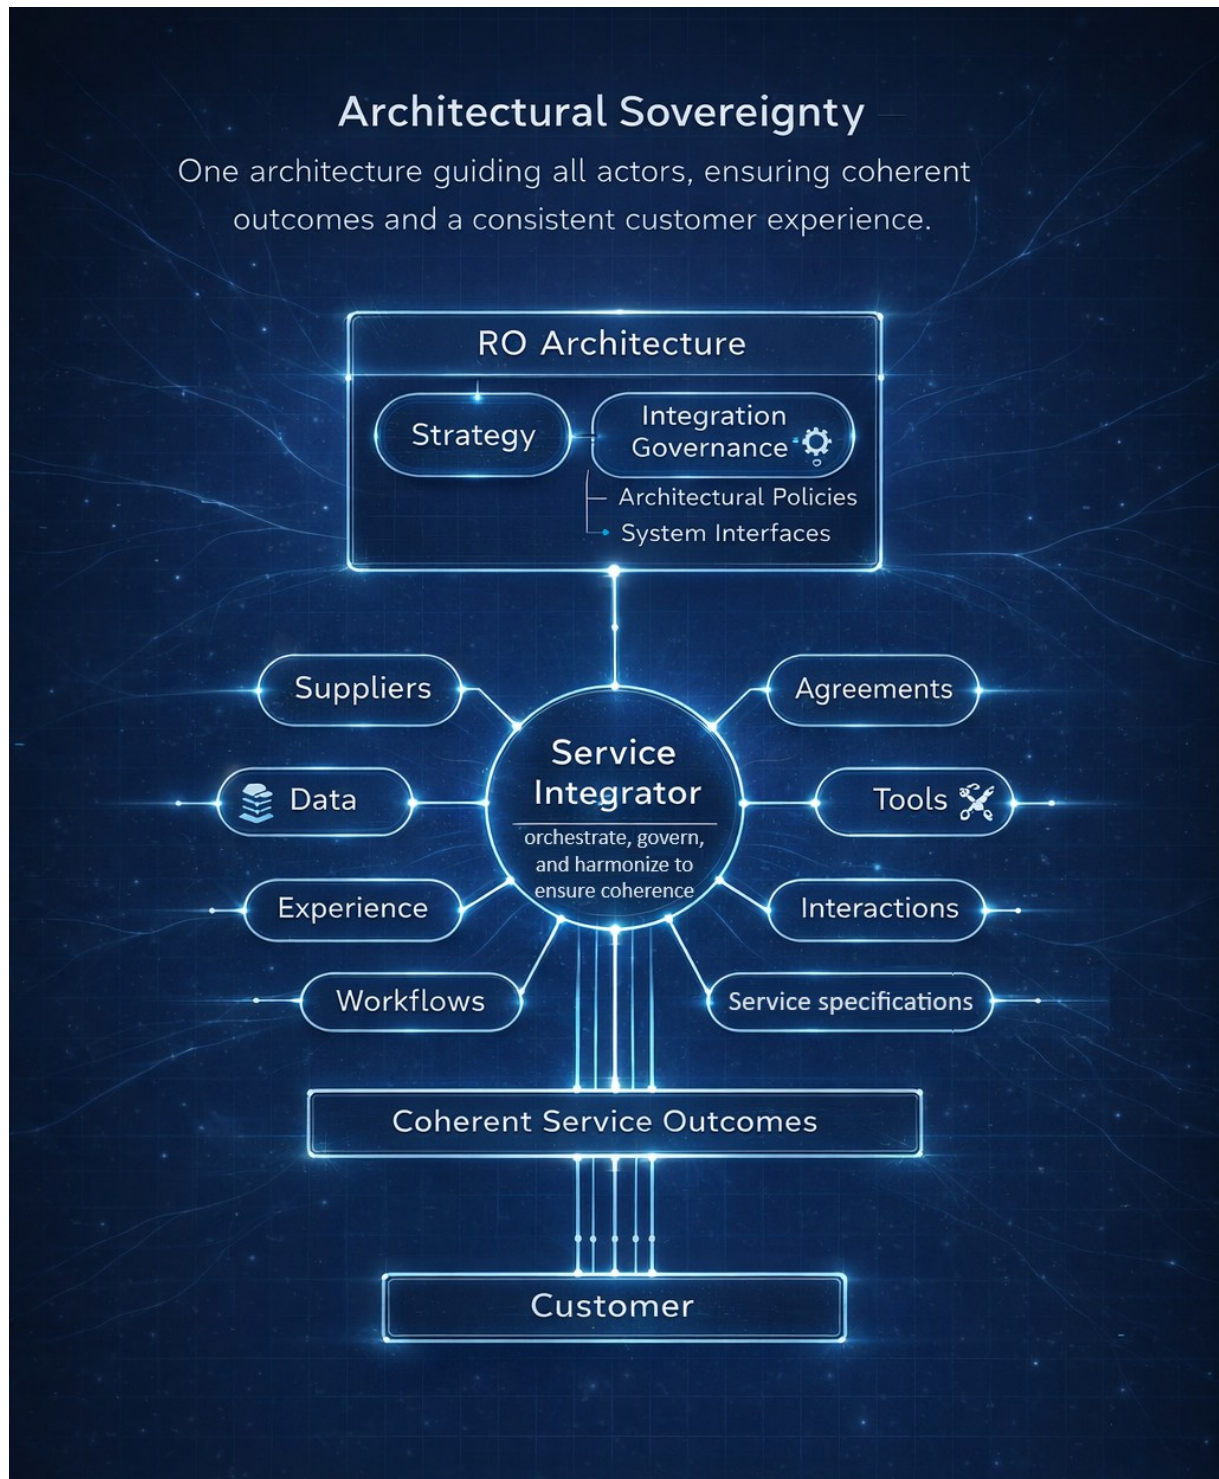 Architectural Sovereignty
One architecture guiding all actors, ensuring coherent
outcomes and a consistent customer experience.
RO Architecture
Strategy
Integration
Governance
Architectural Policies
System Interfaces
Suppliers
Agreements
Service
Integrator
orchestrate, govern,
and harmonize to
ensure coherence
Data
Tools
Experience
Interactions
Workflows
Service specifications
Coherent Service Outcomes
Customer